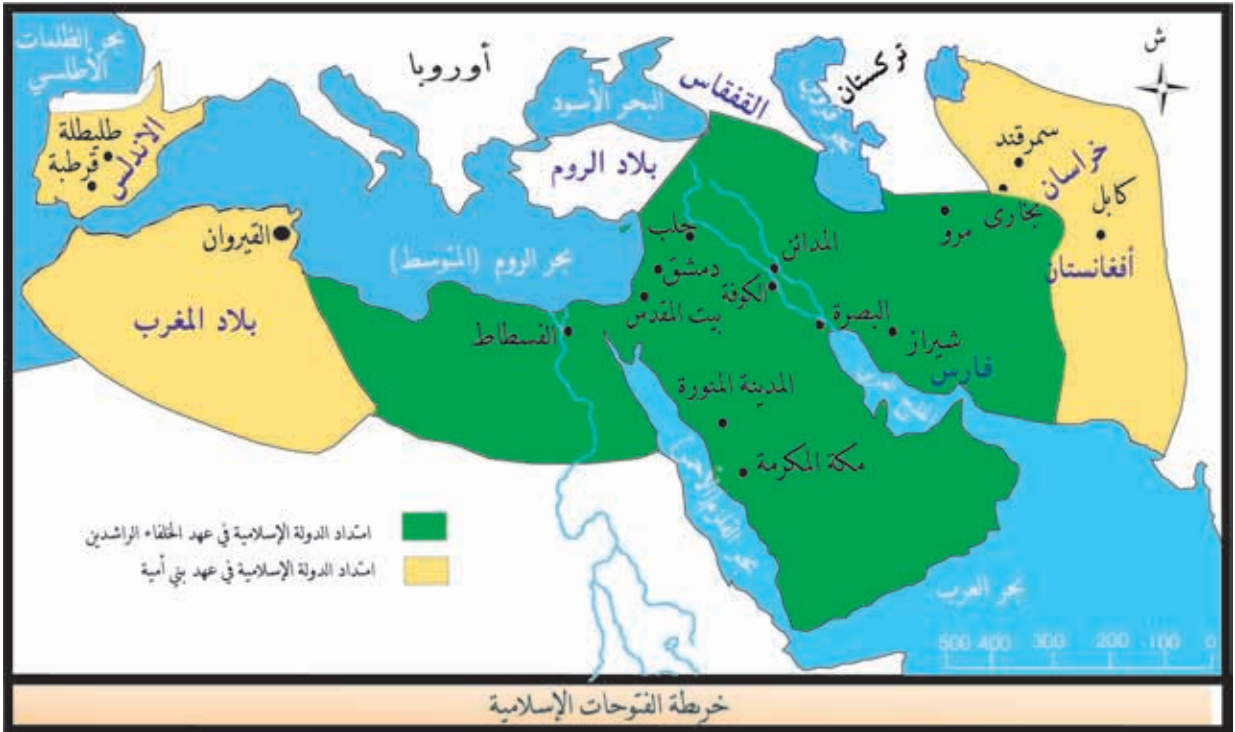 بحر الظلمات
الأطلسي
أوروبا
البحر الأسود
القفقاس
تركستان
ش
الاندلس
طليطلة
قرطبة
بلاد الروم
سمرقند
خراسان
بخارى
كابل
مرو
أفغانستان
القيروان
بحر الروم (المتوسط)
حلب
المدائن
دمشق
الكوفة
بيت المقدس
البصرة
شيراز
فارس
بلاد المغرب
الفسطاط
المدينة المنورة
مكة المكرمة
بحر القلزم
بحر العرب
امتداد الدولة الإسلامية في عهد الخلفاء الراشدين
امتداد الدولة الإسلامية في عهد بني أمية
500 400 300 200 100 0
خريطة الفتوحات الإسلامية